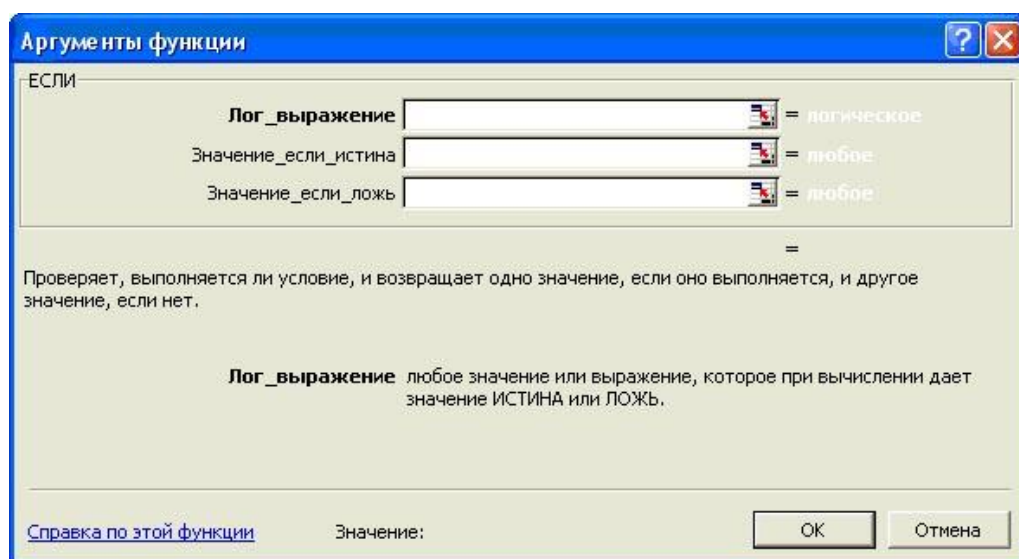 Аргументы функции
ЕСЛИ
Лог_выражение = логическое
Значение_если_истина = любое
Значение_если_ложь = любое
=
Проверяет, выполняется ли условие, и возвращает одно значение, если оно выполняется, и другое
значение, если нет.
Лог_выражение любое значение или выражение, которое при вычислении дает
значение ИСТИНА или ЛОЖЬ.
Справка по этой функции Значение: ОК Отмена